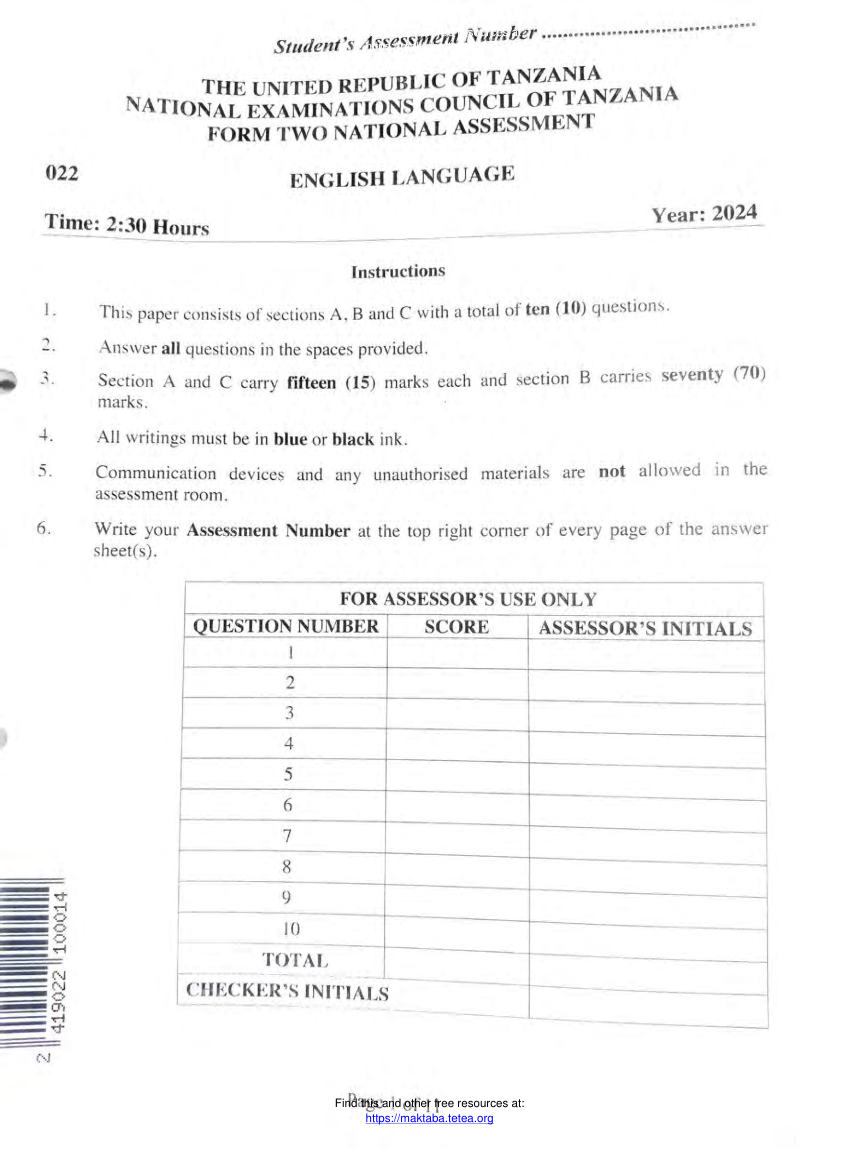 Student's Assessment Number
THE UNITED REPUBLIC OF TANZANIA
NATIONAL EXAMINATIONS COUNCIL OF TANZANIA
FORM TWO NATIONAL ASSESSMENT
022
ENGLISH LANGUAGE
Time: 2:30 Hours
Year: 2024
Instructions
1. This paper consists of sections A, B and C with a total of ten (10) questions.
2. Answer all questions in the spaces provided.
3. Section A and C carry fifteen (15) marks each and section B carries seventy (70)
marks.
4. All writings must be in blue or black ink.
5. Communication devices and any unauthorised materials are not allowed in the
assessment room.
6. Write your Assessment Number at the top right corner of every page of the answer
sheet(s).
FOR ASSESSOR'S USE ONLY
QUESTION NUMBER SCORE ASSESSOR'S INITIALS
1
2
3
4
5
6
7
8
9
10
TOTAL
CHECKER'S INITIALS
2 419022 100014
Page 1 of 11
Find this and other free resources at:
https://maktaba.tetea.org